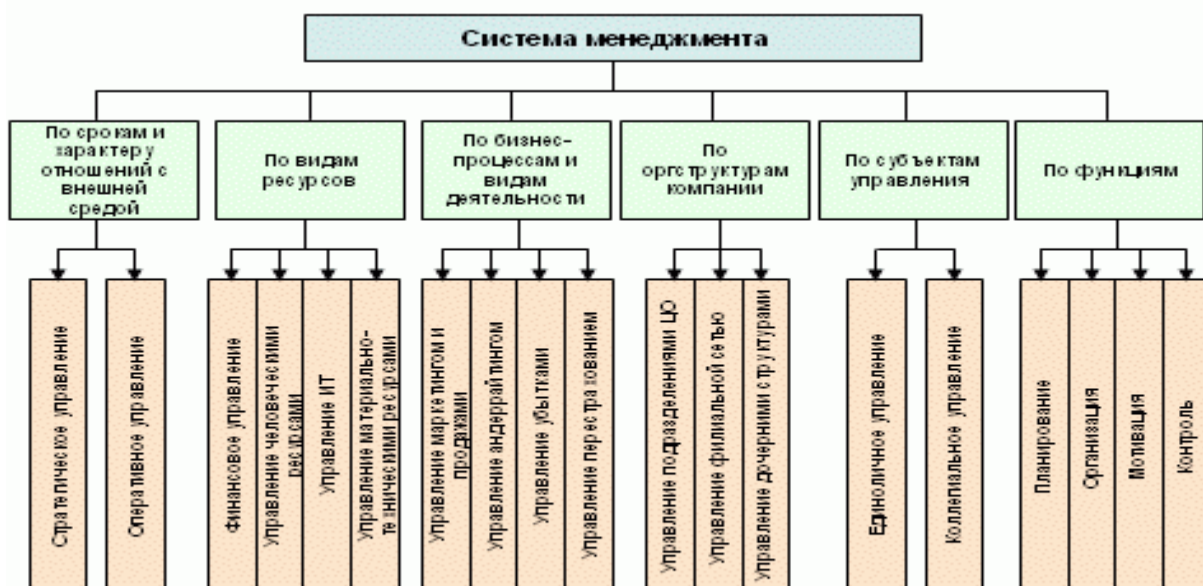 Система менеджмента
По срокам и
характеру
отношений с
внешней
средой
По видам
ресурсов
По бизнес-
процессам и
видам
деятельности
По
оргструктурам
компании
По субъектам
управления
По функциям
Стратегическое управление
Оперативное управление
Финансовое управление
Управление человеческими
ресурсами
Управление ИТ
Управление материально-
техническими ресурсами
Управление маркетингом и
продажами
Управление андеррайтингом
Управление убытками
Управление перестрахованием
Управление подразделениями ЦО
Управление филиальной сетью
Управление дочерними структурами
Единоличное управление
Коллегиальное управление
Планирование
Организация
Мотивация
Контроль